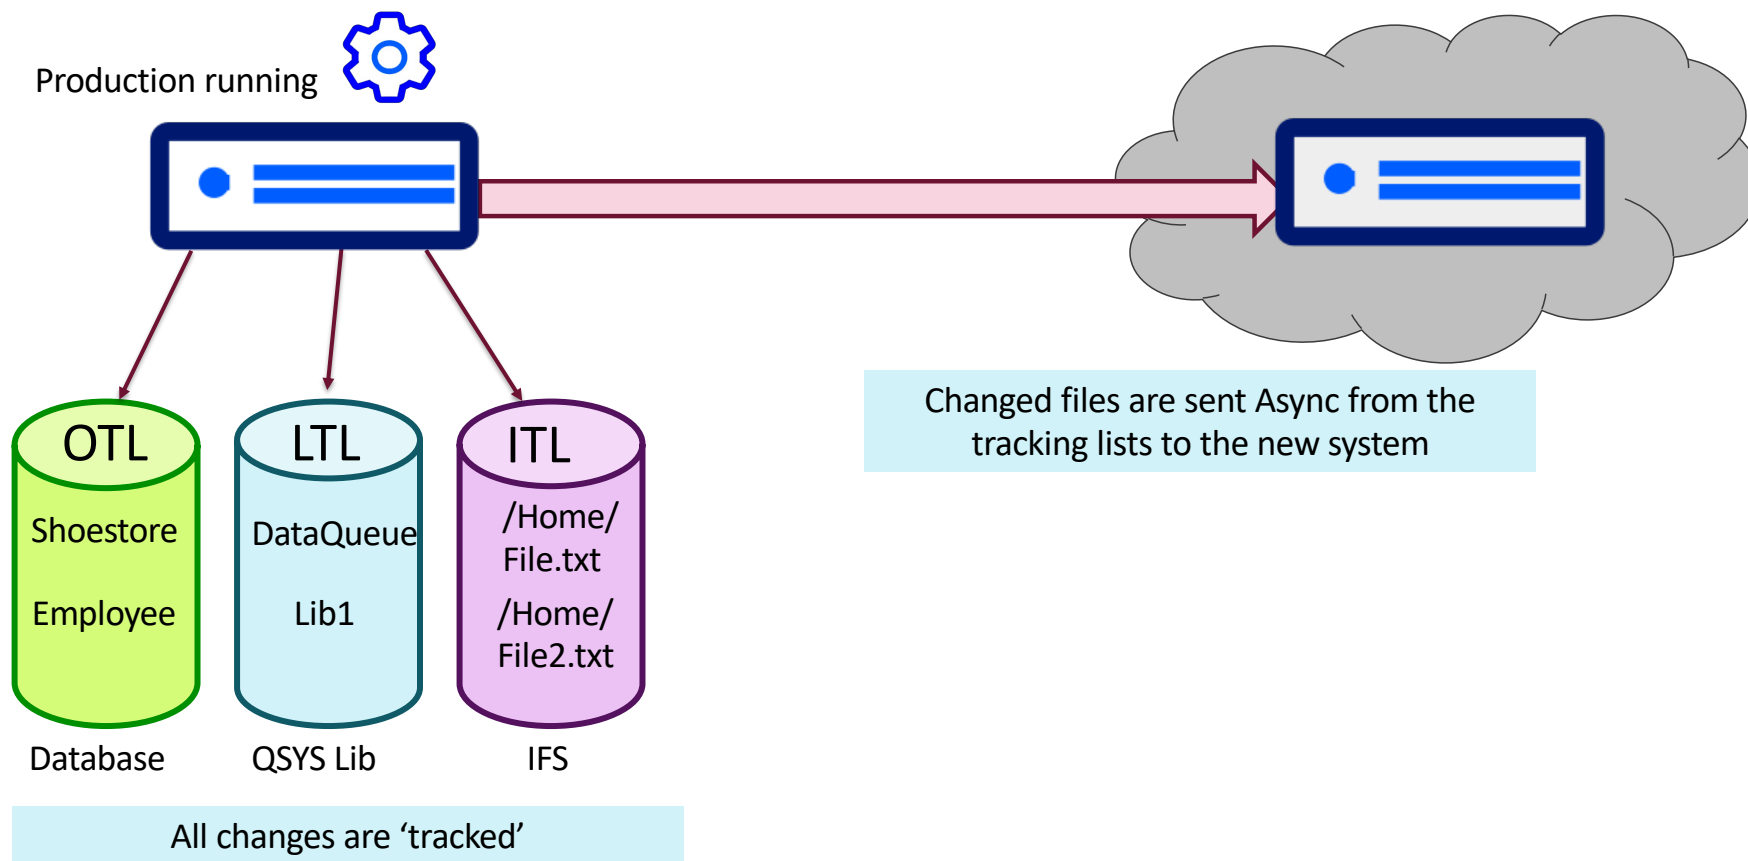 Production running
Changed files are sent Async from the
tracking lists to the new system
OTL
Shoestore
Employee
Database
LTL
DataQueue
Lib1
QSYS Lib
ITL
/Home/
File.txt
/Home/
File2.txt
IFS
All changes are ‘tracked’